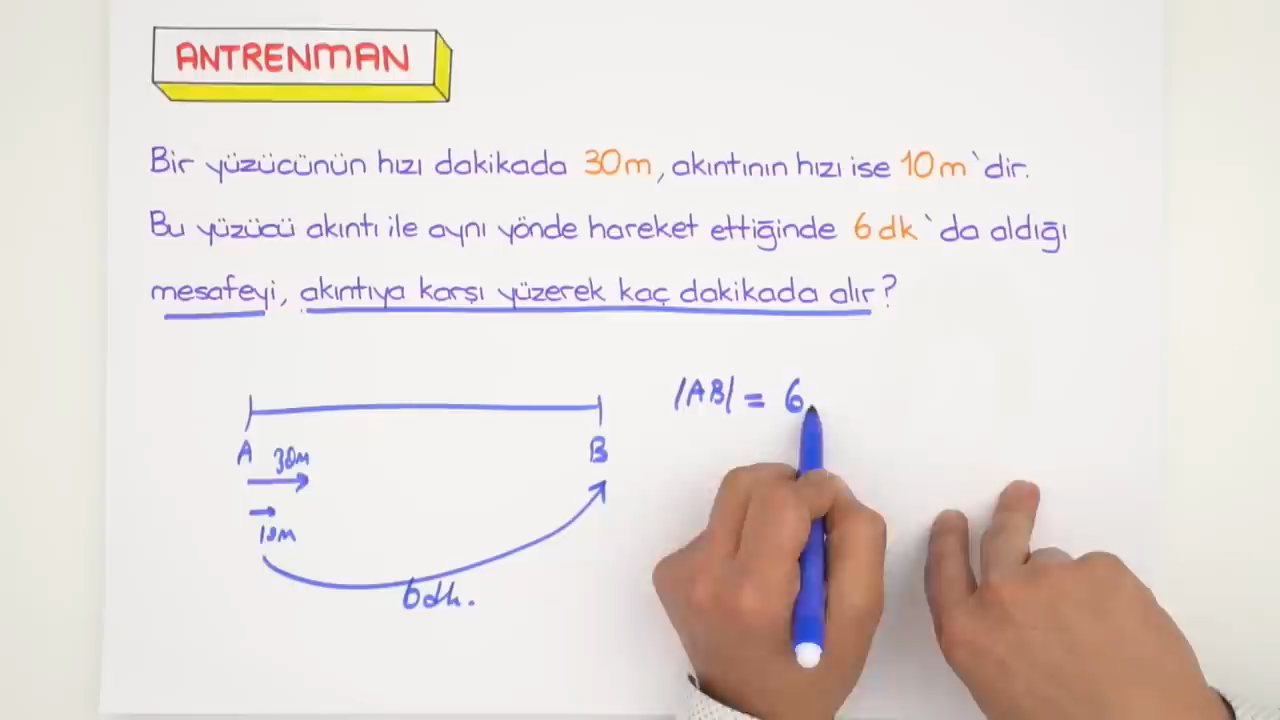 ANTRENMAN
Bir yüzücünün hızı dakikada 30m, akıntının hızı ise 10m'dir.
Bu yüzücü akıntı ile aynı yönde hareket ettiğinde 6dk'da aldığı
mesafeyi, akıntıya karşı yüzerek kaç dakikada alır?
|AB| = 6.
A B
30m
10m
6dk.